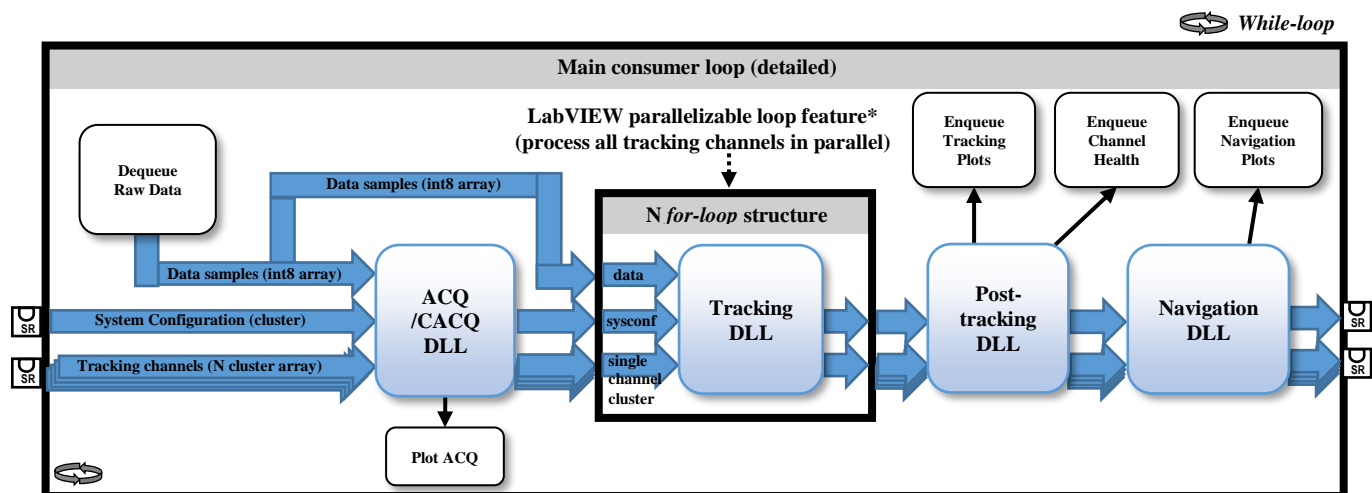 While-loop
Main consumer loop (detailed)
LabVIEW parallelizable loop feature*
(process all tracking channels in parallel)
Enqueue
Tracking
Plots
Enqueue
Channel
Health
Enqueue
Navigation
Plots
Dequeue
Raw Data
Data samples (int8 array)
N for-loop structure
Data samples (int8 array)
data
ACQ
/CACQ
DLL
Tracking
DLL
Post-
tracking
DLL
Navigation
DLL
SR
System Configuration (cluster)
sysconf
SR
SR
Tracking channels (N cluster array)
single
channel
cluster
SR
Plot ACQ